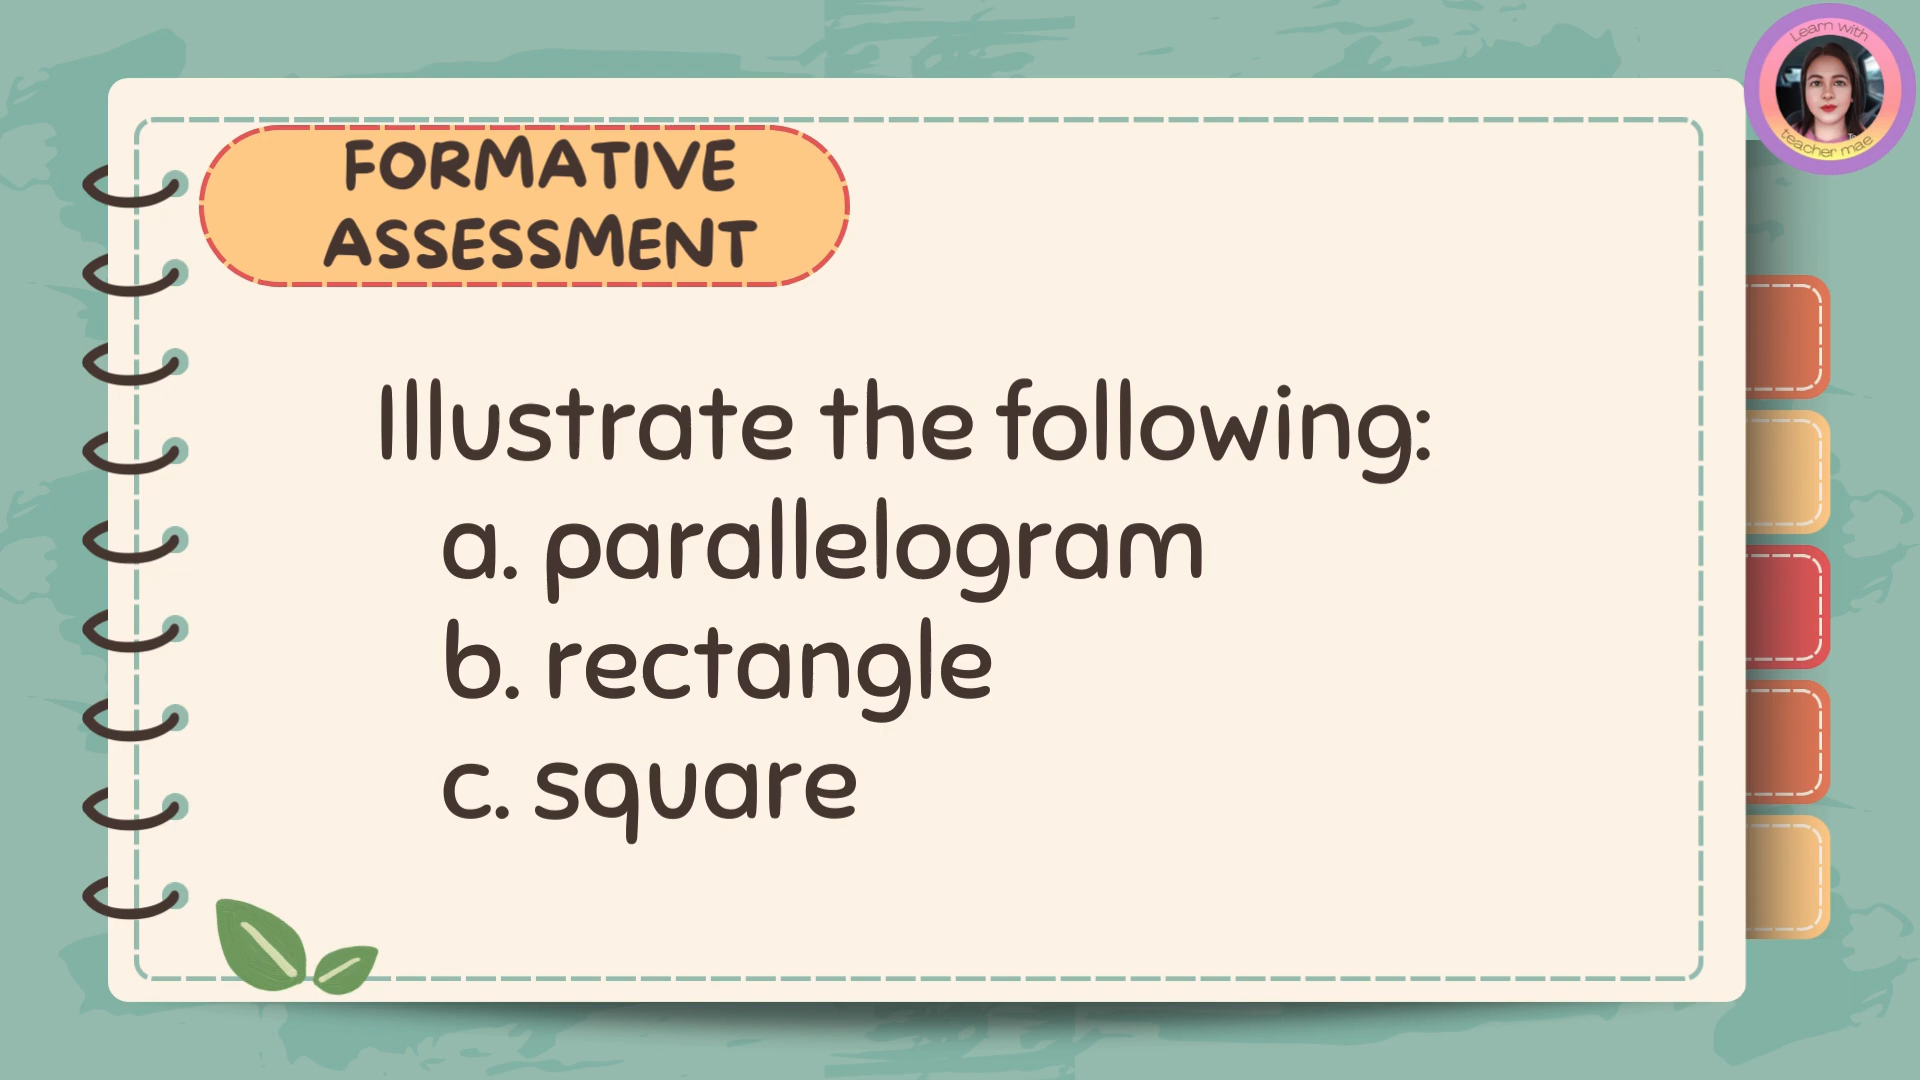 Learn with
teacher mae
FORMATIVE
ASSESSMENT
Illustrate the following:
a. parallelogram
b. rectangle
c. square